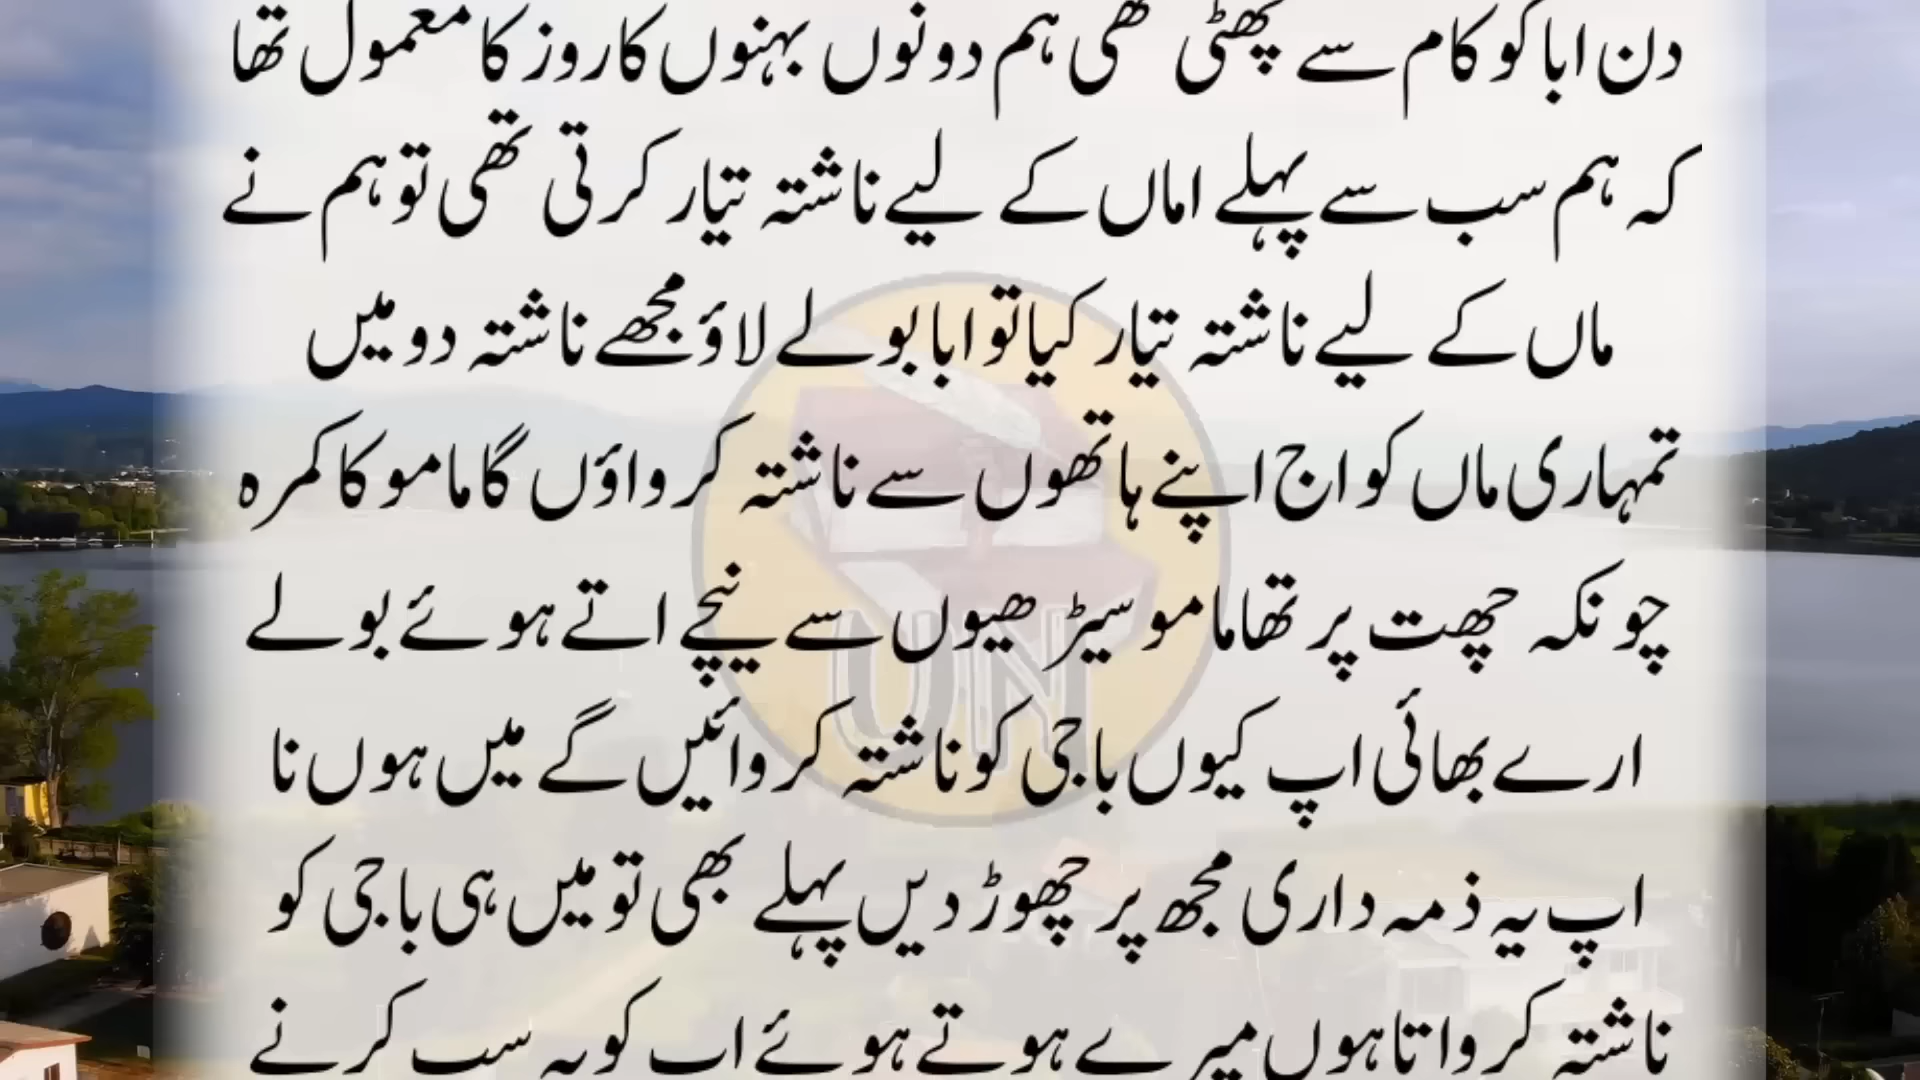 دن ابا کو کام سے چھٹی تھی ہم دونوں بہنوں کا روز کا معمول تھا
کہ ہم سب سے پہلے اماں کے لیے ناشتہ تیار کرتی تھی تو ہم نے
ماں کے لیے ناشتہ تیار کیا تو ابا بولے لاؤ مجھے ناشتہ دو میں
تمہاری ماں کو اج اپنے ہاتھوں سے ناشتہ کرواؤں گا مامو کا کمرہ
چونکہ چھت پر تھا مامو سیڑھیوں سے نیچے اتے ہوئے بولے
ارے بھائی اپ کیوں باجی کو ناشتہ کروائیں گے میں ہوں نا
اپ یہ ذمہ داری مجھ پر چھوڑ دیں پہلے بھی تو میں ہی باجی کو
ناشتہ کرواتا ہوں میرے ہوتے ہوئے اپ کو یہ سب کرنے
UN